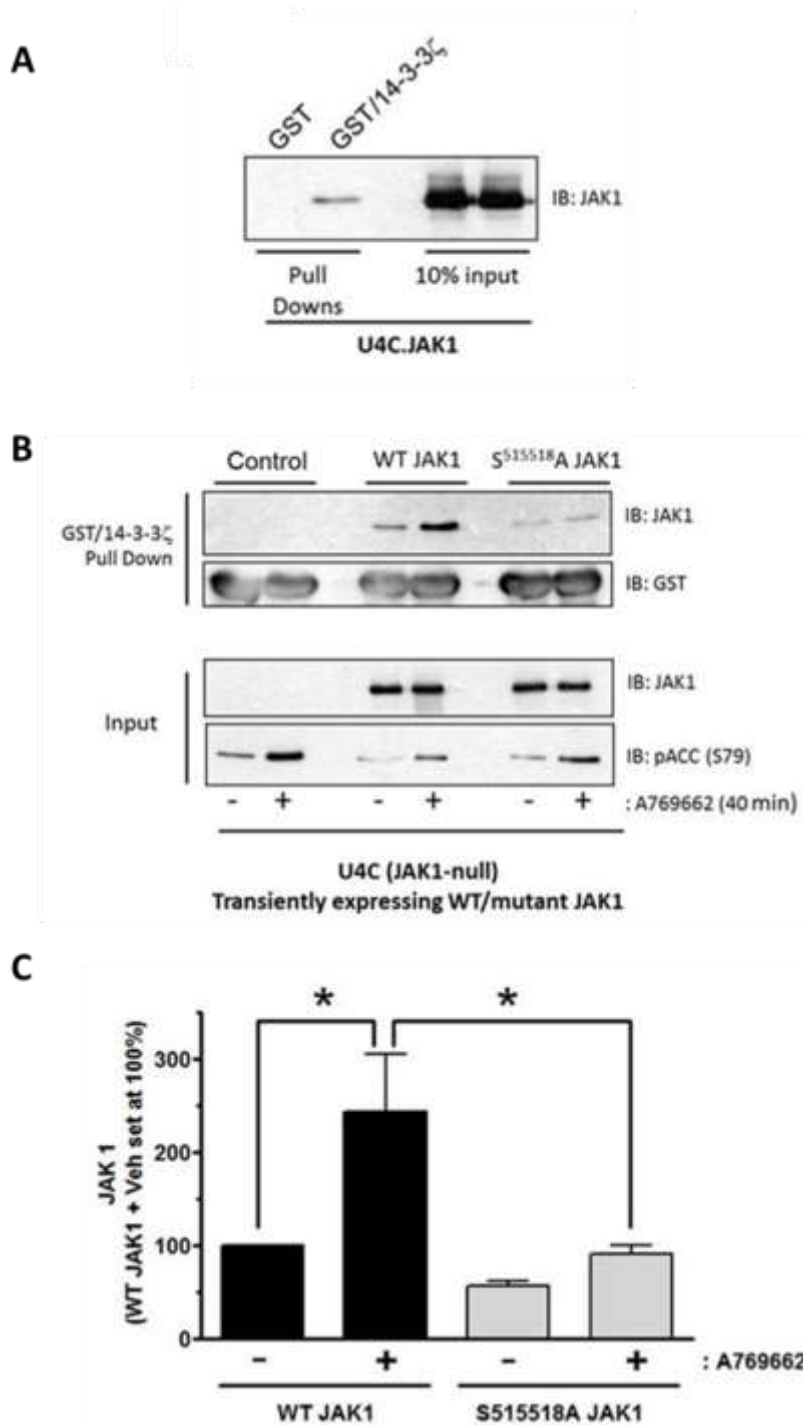 A
GST
GST/14-3-3ζ
IB: JAK1
Pull
Downs
10% input
U4C.JAK1
B
Control
WT JAK1
S515518A JAK1
GST/14-3-3ζ
Pull Down
IB: JAK1
IB: GST
Input
IB: JAK1
IB: pACC (S79)
- + - + - + : A769662 (40 min)
U4C (JAK1-null)
Transiently expressing WT/mutant JAK1
C
* *
JAK 1
(WT JAK1 + Veh set at 100%)
300
200
100
0
- + - + : A769662
WT JAK1
S515518A JAK1